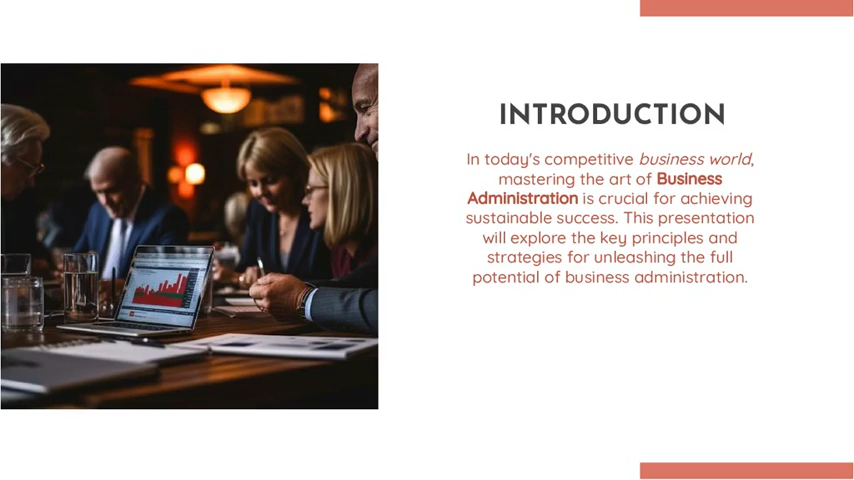 INTRODUCTION
In today's competitive business world,
mastering the art of Business
Administration is crucial for achieving
sustainable success. This presentation
will explore the key principles and
strategies for unleashing the full
potential of business administration.